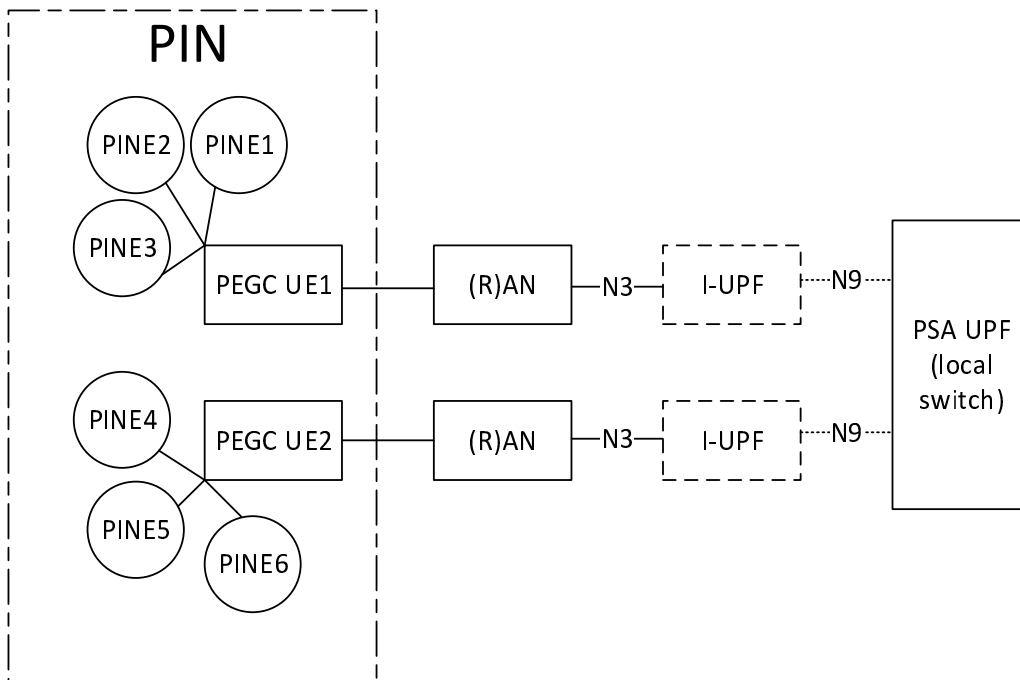 PIN
PINE2
PINE1
PINE3
PEGC UE1
(R)AN
N3
I-UPF
N9
PSA UPF
(local
switch)
PINE4
PEGC UE2
(R)AN
N3
I-UPF
N9
PINE5
PINE6